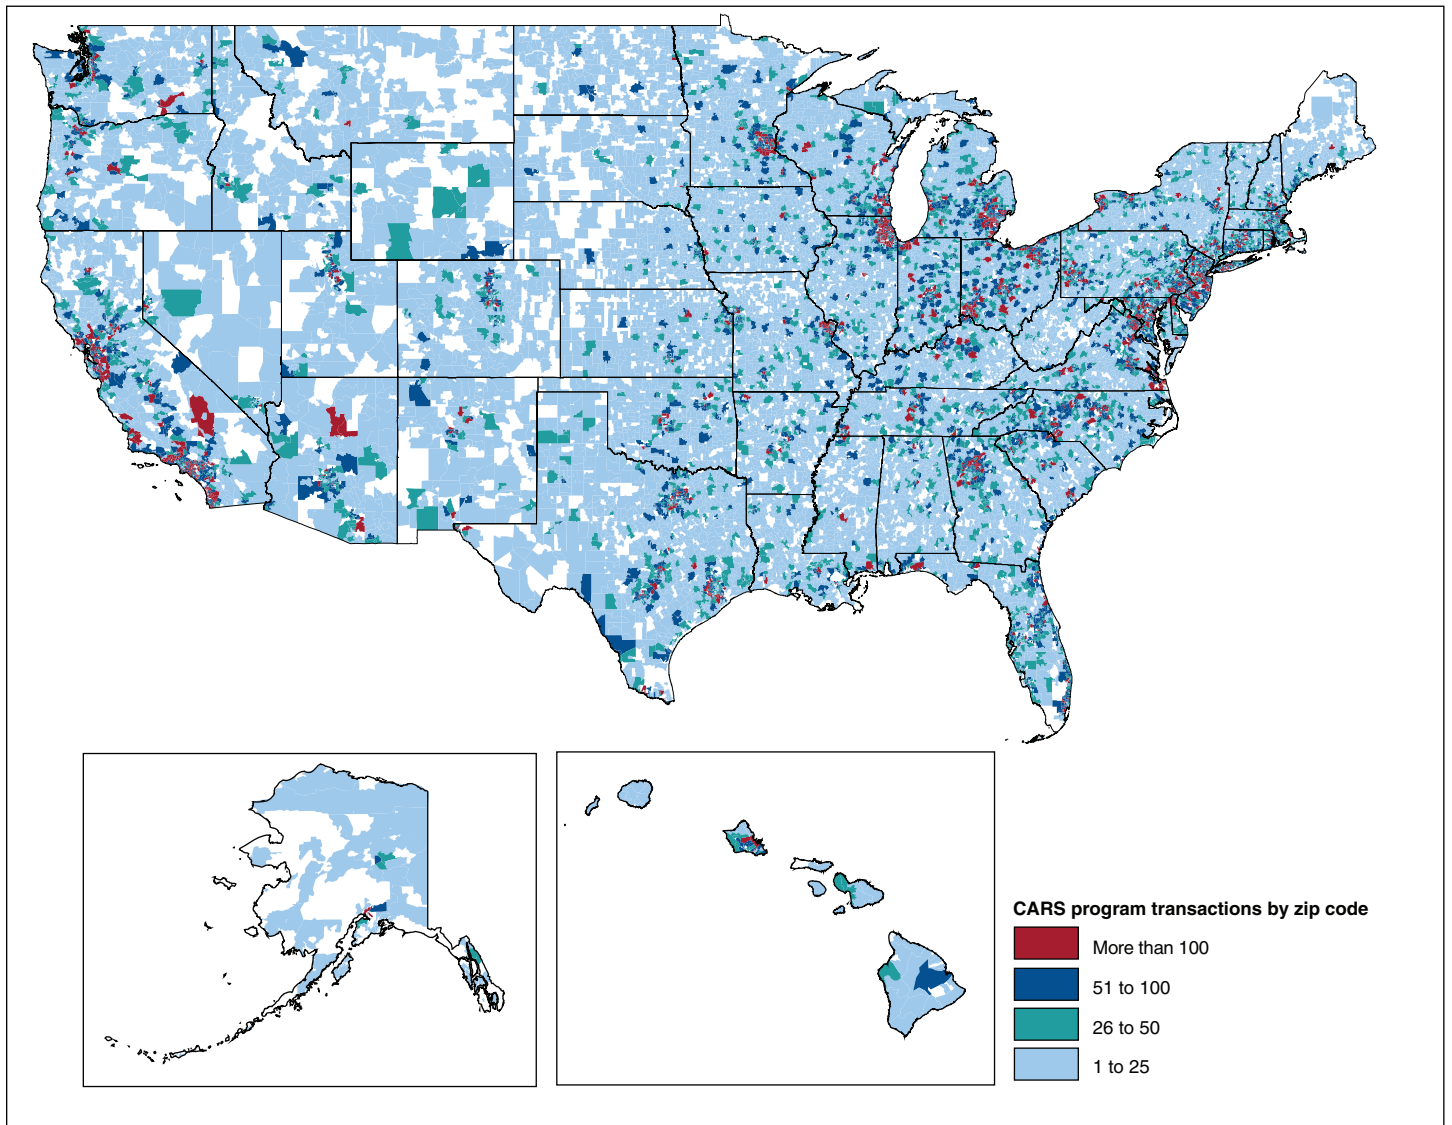 CARS program transactions by zip code
More than 100
51 to 100
26 to 50
1 to 25